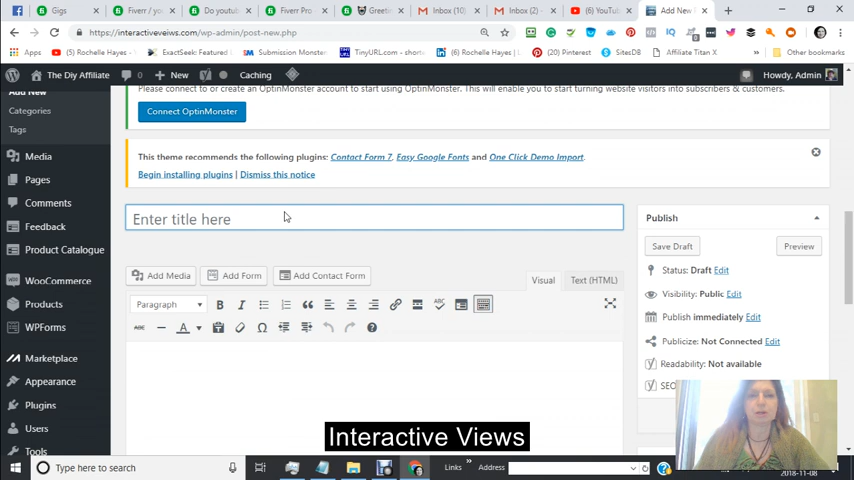 Gigs
Fiverr / you
Do youtub
Fiverr Pro
Greetin
Inbox (10)
Inbox (2)
(6) YouTub
Add New P
https://interactiveveiws.com/wp-admin/post-new.php
Apps
(5) Rochelle Hayes |
ExactSeek: Featured
Submission Monster
TinyURL.com - shorte
(6) Rochelle Hayes |
(20) Pinterest
SitesDB
Affilate Titan X
Other bookmarks
The Diy Affiliate
0
New
Caching
Howdy, Admin
Add New
Categories
Tags
Media
Pages
Comments
Feedback
Product Catalogue
WooCommerce
Products
WPForms
Marketplace
Appearance
Plugins
Users
Tools
Please connect to or create an OptinMonster account to start using OptinMonster. This will enable you to start turning website visitors into subscribers & customers.
Connect OptinMonster
This theme recommends the following plugins: Contact Form 7, Easy Google Fonts and One Click Demo Import.
Begin installing plugins | Dismiss this notice
Enter title here
Add Media
Add Form
Add Contact Form
Visual
Text (HTML)
Paragraph
B I
ABC
ABC
A
Publish
Save Draft
Preview
Status: Draft Edit
Visibility: Public Edit
Publish immediately Edit
Publicize: Not Connected Edit
Readability: Not available
SEO
Interactive Views
Type here to search
Links
Address
2018-11-08